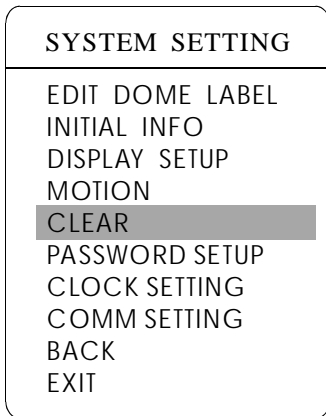 SYSTEM SETTING
EDIT DOME LABEL
INITIAL INFO
DISPLAY SETUP
MOTION
CLEAR
PASSWORD SETUP
CLOCK SETTING
COMM SETTING
BACK
EXIT